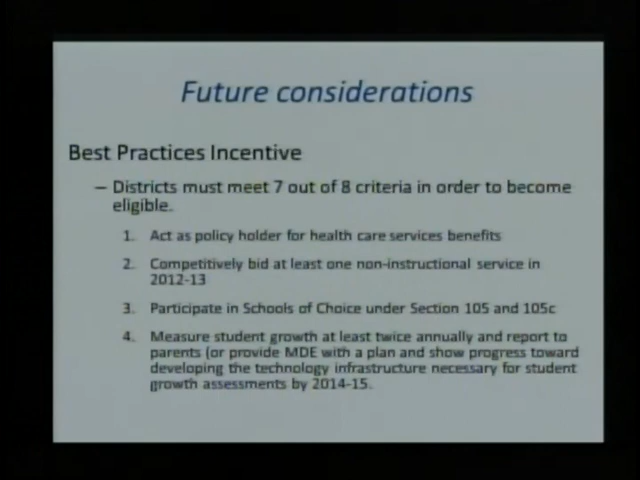 Future considerations
Best Practices Incentive
– Districts must meet 7 out of 8 criteria in order to become
eligible.
1. Act as policy holder for health care services benefits
2. Competitively bid at least one non-instructional service in
2012-13
3. Participate in Schools of Choice under Section 105 and 105c
4. Measure student growth at least twice annually and report to
parents (or provide MDE with a plan and show progress toward
developing the technology infrastructure necessary for student
growth assessments by 2014-15.